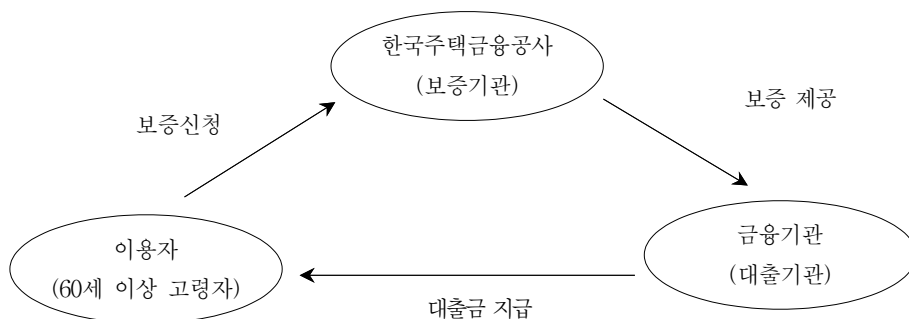 한국주택금융공사
(보증기관)
보증신청
보증 제공
이용자
(60세 이상 고령자)
금융기관
(대출기관)
대출금 지급